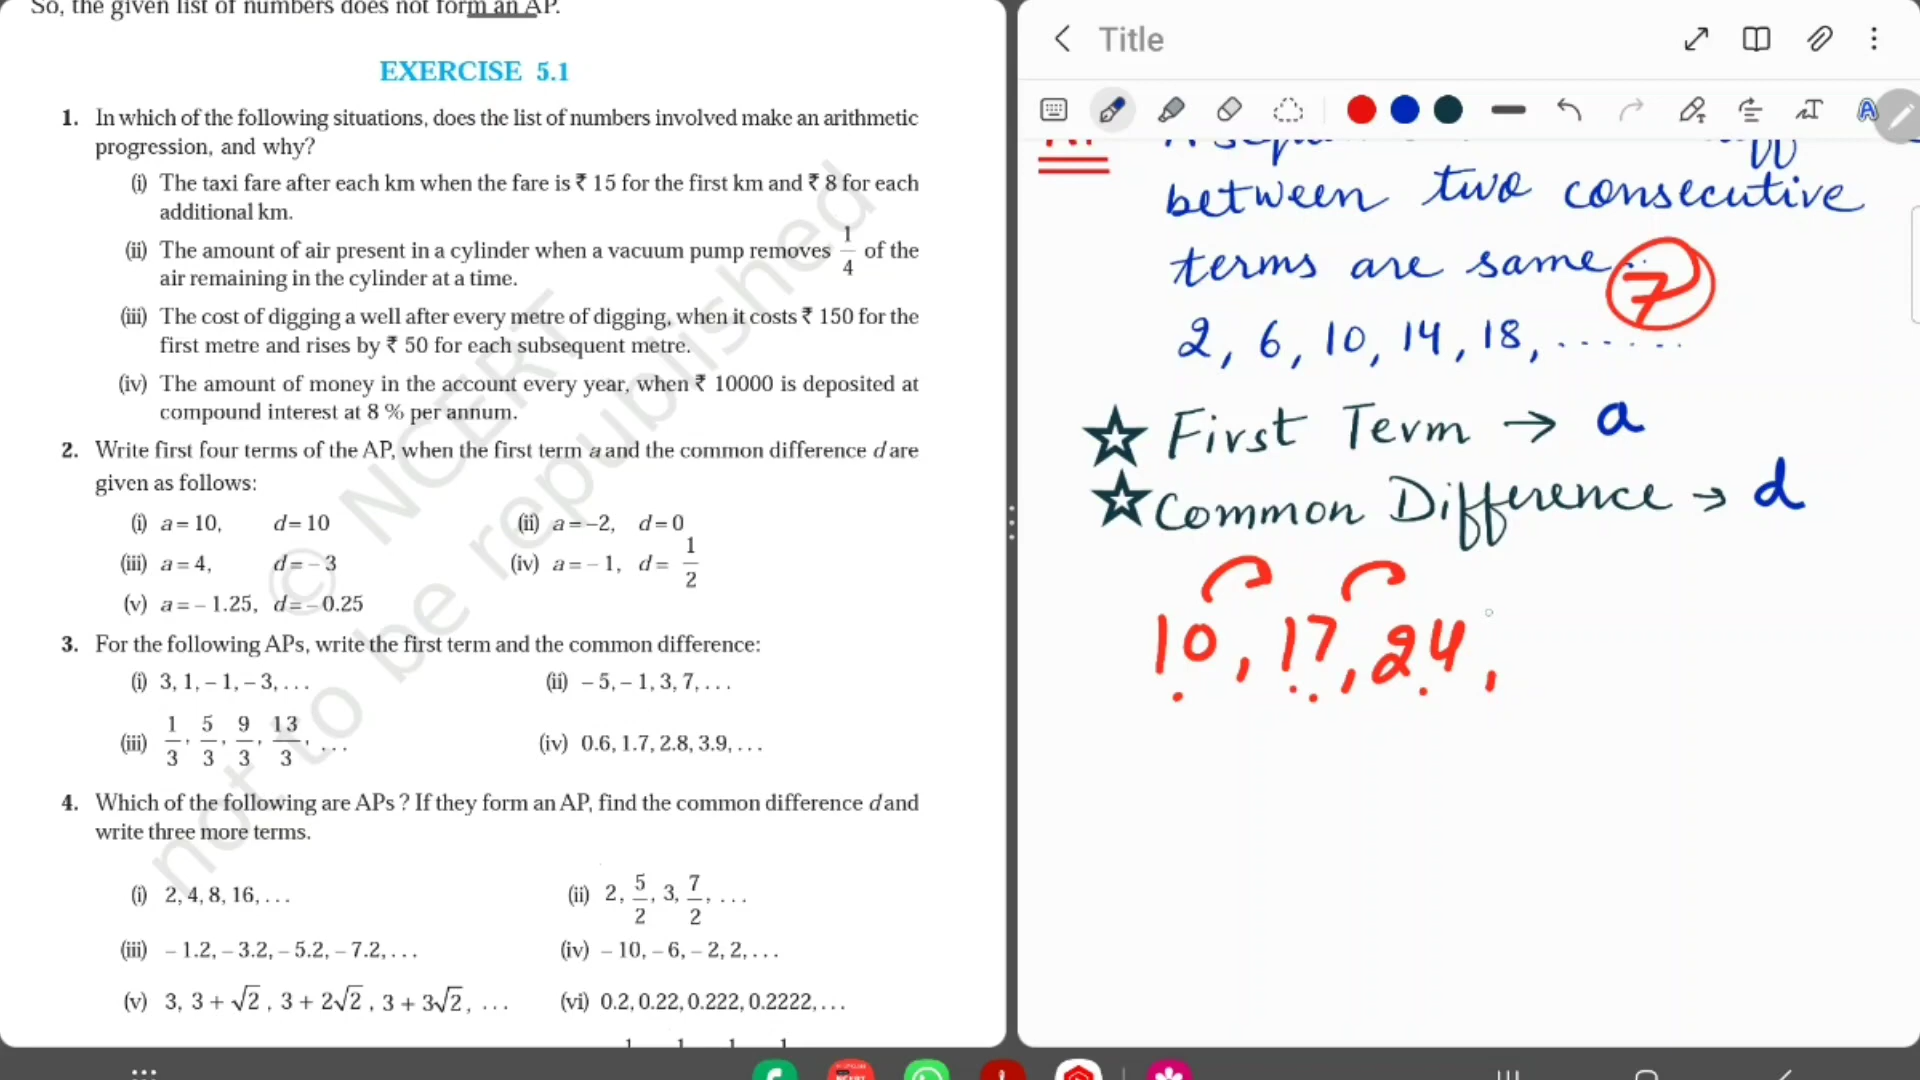 So, the given list of numbers does not form an AP.
EXERCISE 5.1
1. In which of the following situations, does the list of numbers involved make an arithmetic
progression, and why?
(i) The taxi fare after each km when the fare is ₹ 15 for the first km and ₹ 8 for each
additional km.
(ii) The amount of air present in a cylinder when a vacuum pump removes 1/4 of the
air remaining in the cylinder at a time.
(iii) The cost of digging a well after every metre of digging, when it costs ₹ 150 for the
first metre and rises by ₹ 50 for each subsequent metre.
(iv) The amount of money in the account every year, when ₹ 10000 is deposited at
compound interest at 8 % per annum.
2. Write first four terms of the AP, when the first term a and the common difference d are
given as follows:
(i) a = 10, d = 10 (ii) a = –2, d = 0
(iii) a = 4, d = – 3 (iv) a = – 1, d = 1/2
(v) a = – 1.25, d = – 0.25
3. For the following APs, write the first term and the common difference:
(i) 3, 1, – 1, – 3, . . . (ii) – 5, – 1, 3, 7, . . .
(iii) 1/3, 5/3, 9/3, 13/3, . . . (iv) 0.6, 1.7, 2.8, 3.9, . . .
4. Which of the following are APs ? If they form an AP, find the common difference d and
write three more terms.
(i) 2, 4, 8, 16, . . . (ii) 2, 5/2, 3, 7/2, . . .
(iii) – 1.2, – 3.2, – 5.2, – 7.2, . . . (iv) – 10, – 6, – 2, 2, . . .
(v) 3, 3 + √2, 3 + 2√2, 3 + 3√2, . . . (vi) 0.2, 0.22, 0.222, 0.2222, . . .
© NCERT
not to be republished
Title
between two consecutive
terms are same.
7
2, 6, 10, 14, 18, ......
First Term → a
Common Difference → d
10, 17, 24,